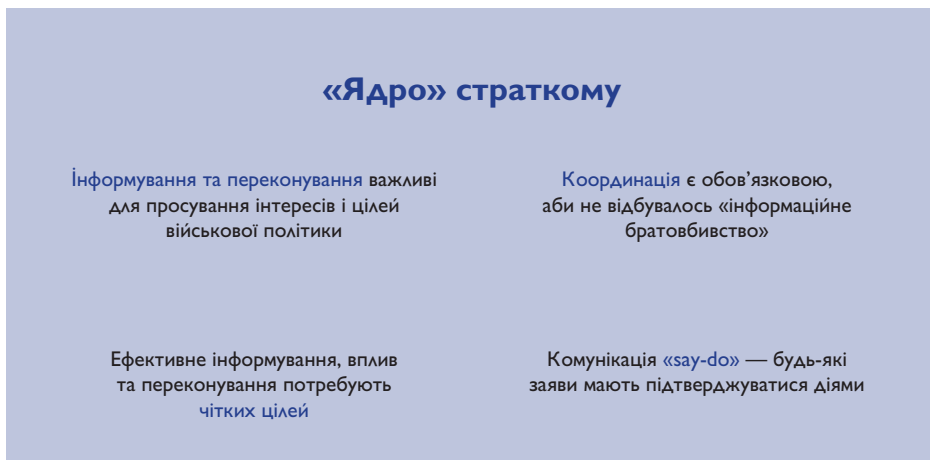 «Ядро» страткому
Інформування та переконування важливі
для просування інтересів і цілей
військової політики
Координація є обов’язковою,
аби не відбувалось «інформаційне
братовбивство»
Ефективне інформування, вплив
та переконування потребують
чітких цілей
Комунікація «say-do» — будь-які
заяви мають підтверджуватися діями